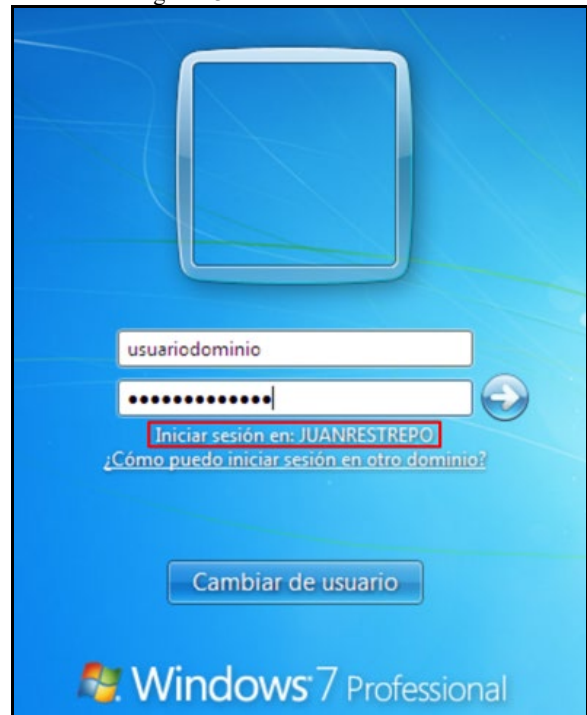 usuariodominio
•••••••••••••
Iniciar sesión en: JUANRESTREPO
¿Cómo puedo iniciar sesión en otro dominio?
Cambiar de usuario
Windows 7 Professional